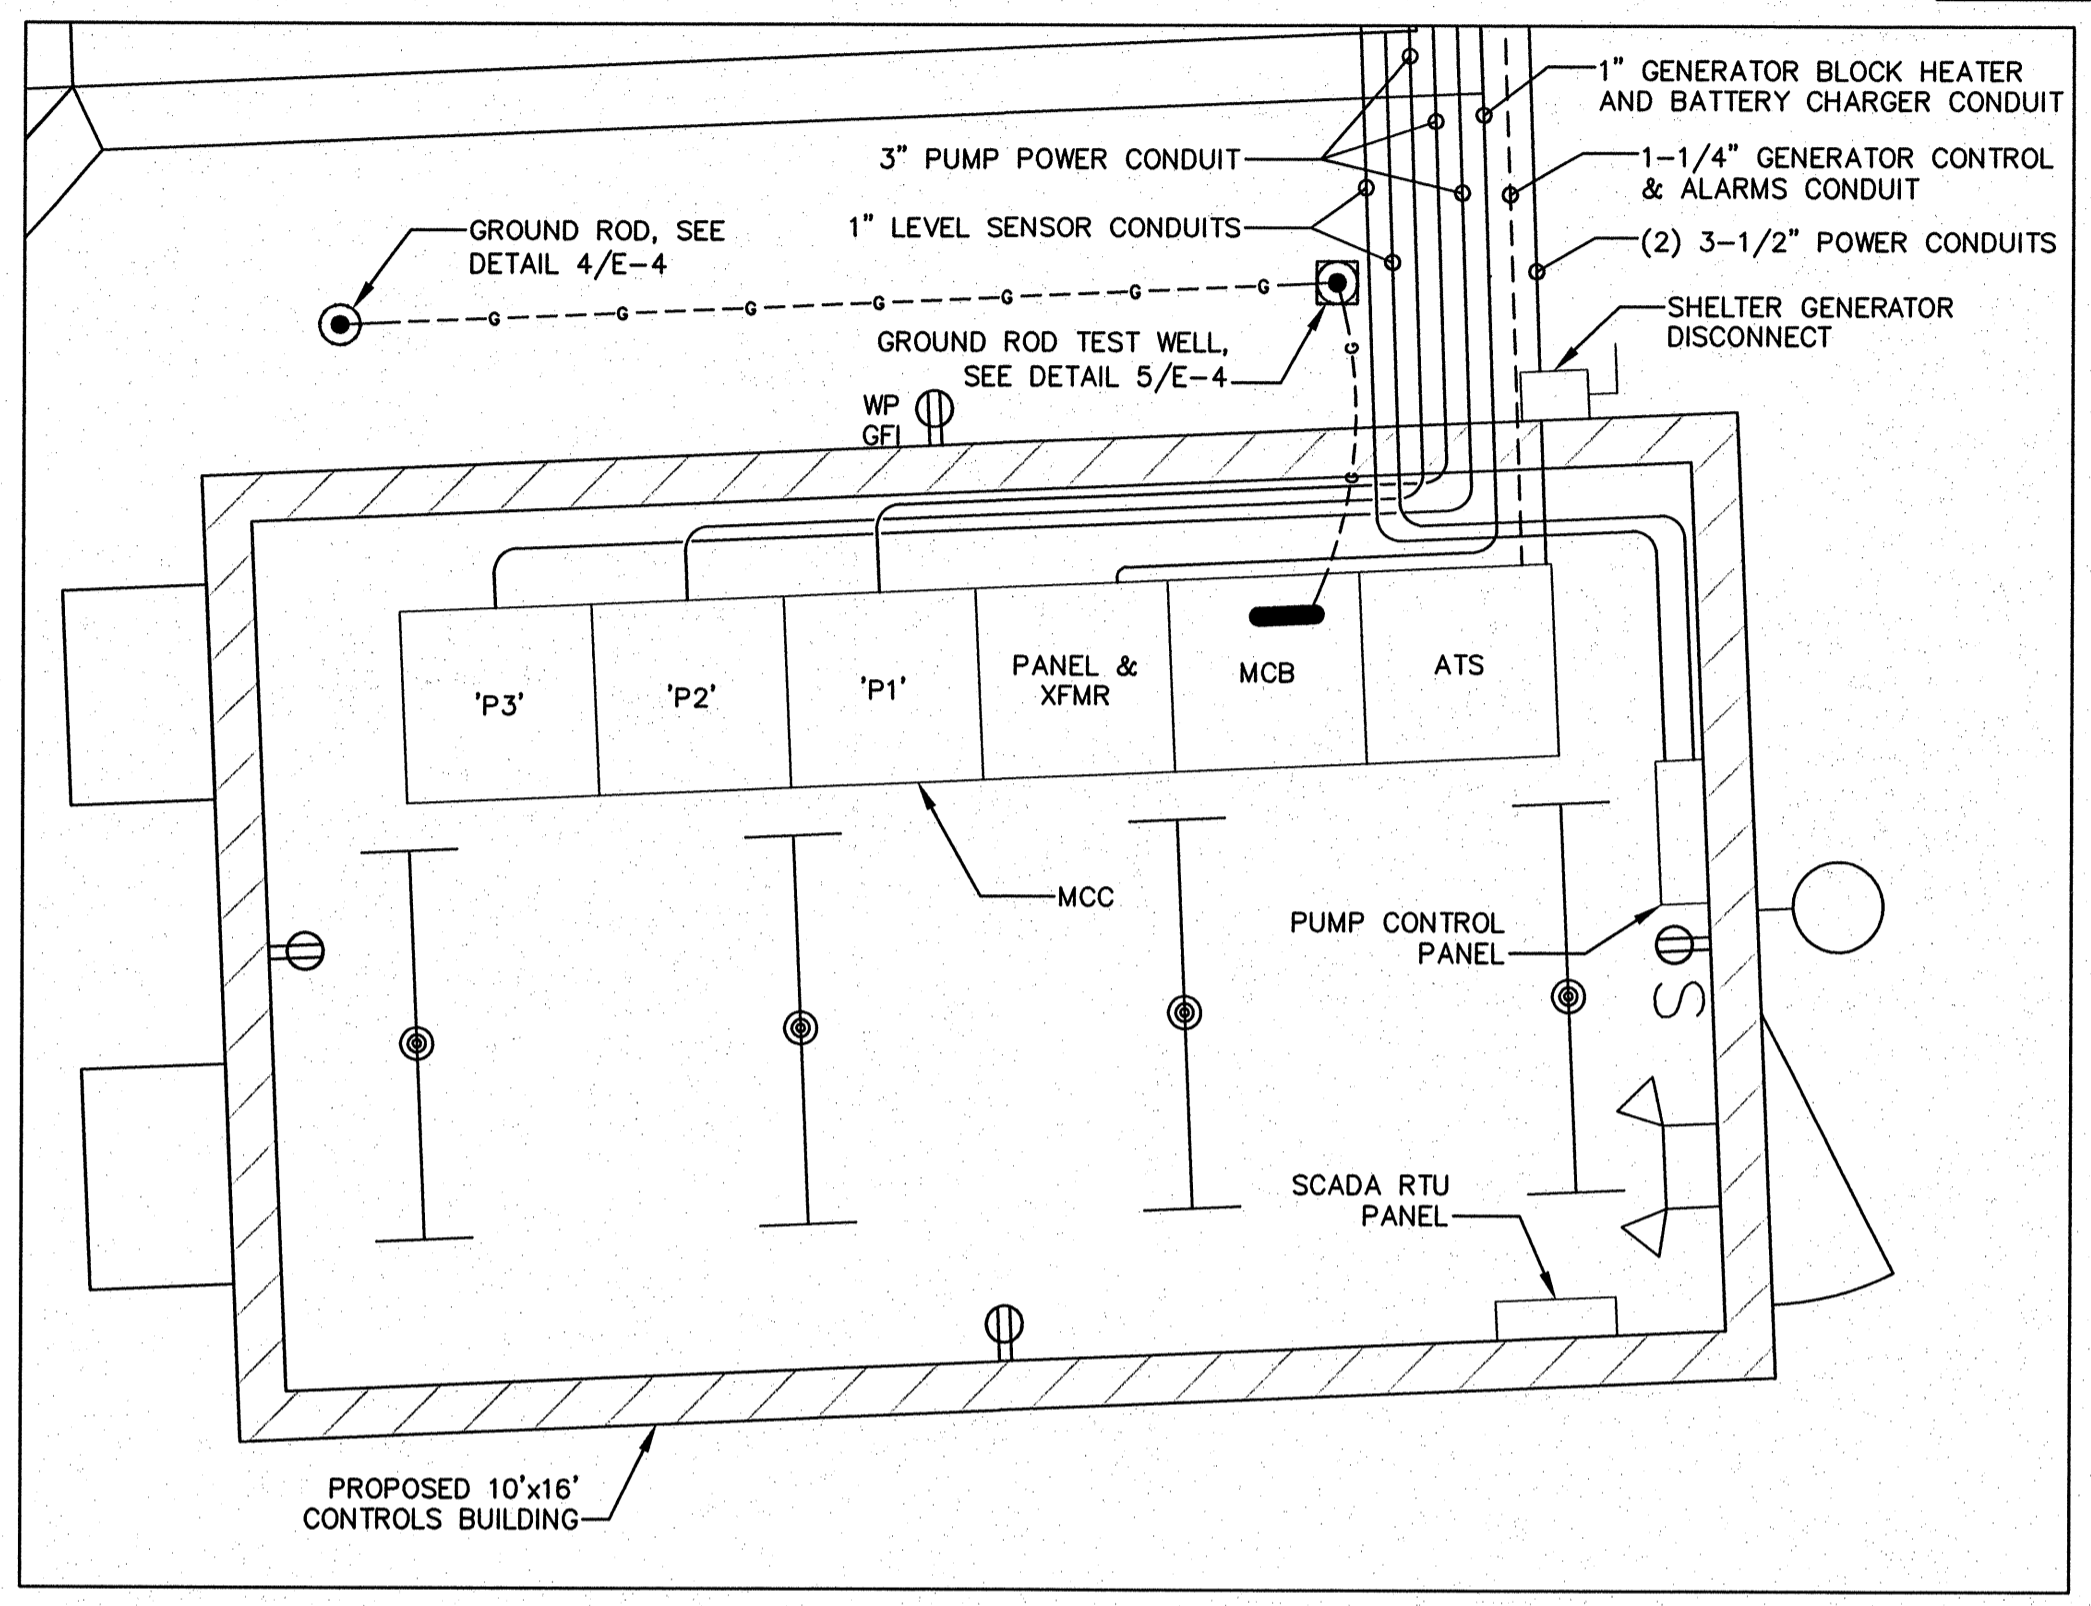 1” GENERATOR BLOCK HEATER
AND BATTERY CHARGER CONDUIT
3” PUMP POWER CONDUIT
1-1/4” GENERATOR CONTROL
& ALARMS CONDUIT
1” LEVEL SENSOR CONDUITS
(2) 3-1/2” POWER CONDUITS
GROUND ROD, SEE
DETAIL 4/E-4
G G G G G G G
SHELTER GENERATOR
DISCONNECT
GROUND ROD TEST WELL,
SEE DETAIL 5/E-4
G
WP
GFI
G
'P3'
'P2'
'P1'
PANEL &
XFMR
MCB
ATS
MCC
PUMP CONTROL
PANEL
S
SCADA RTU
PANEL
PROPOSED 10'x16'
CONTROLS BUILDING